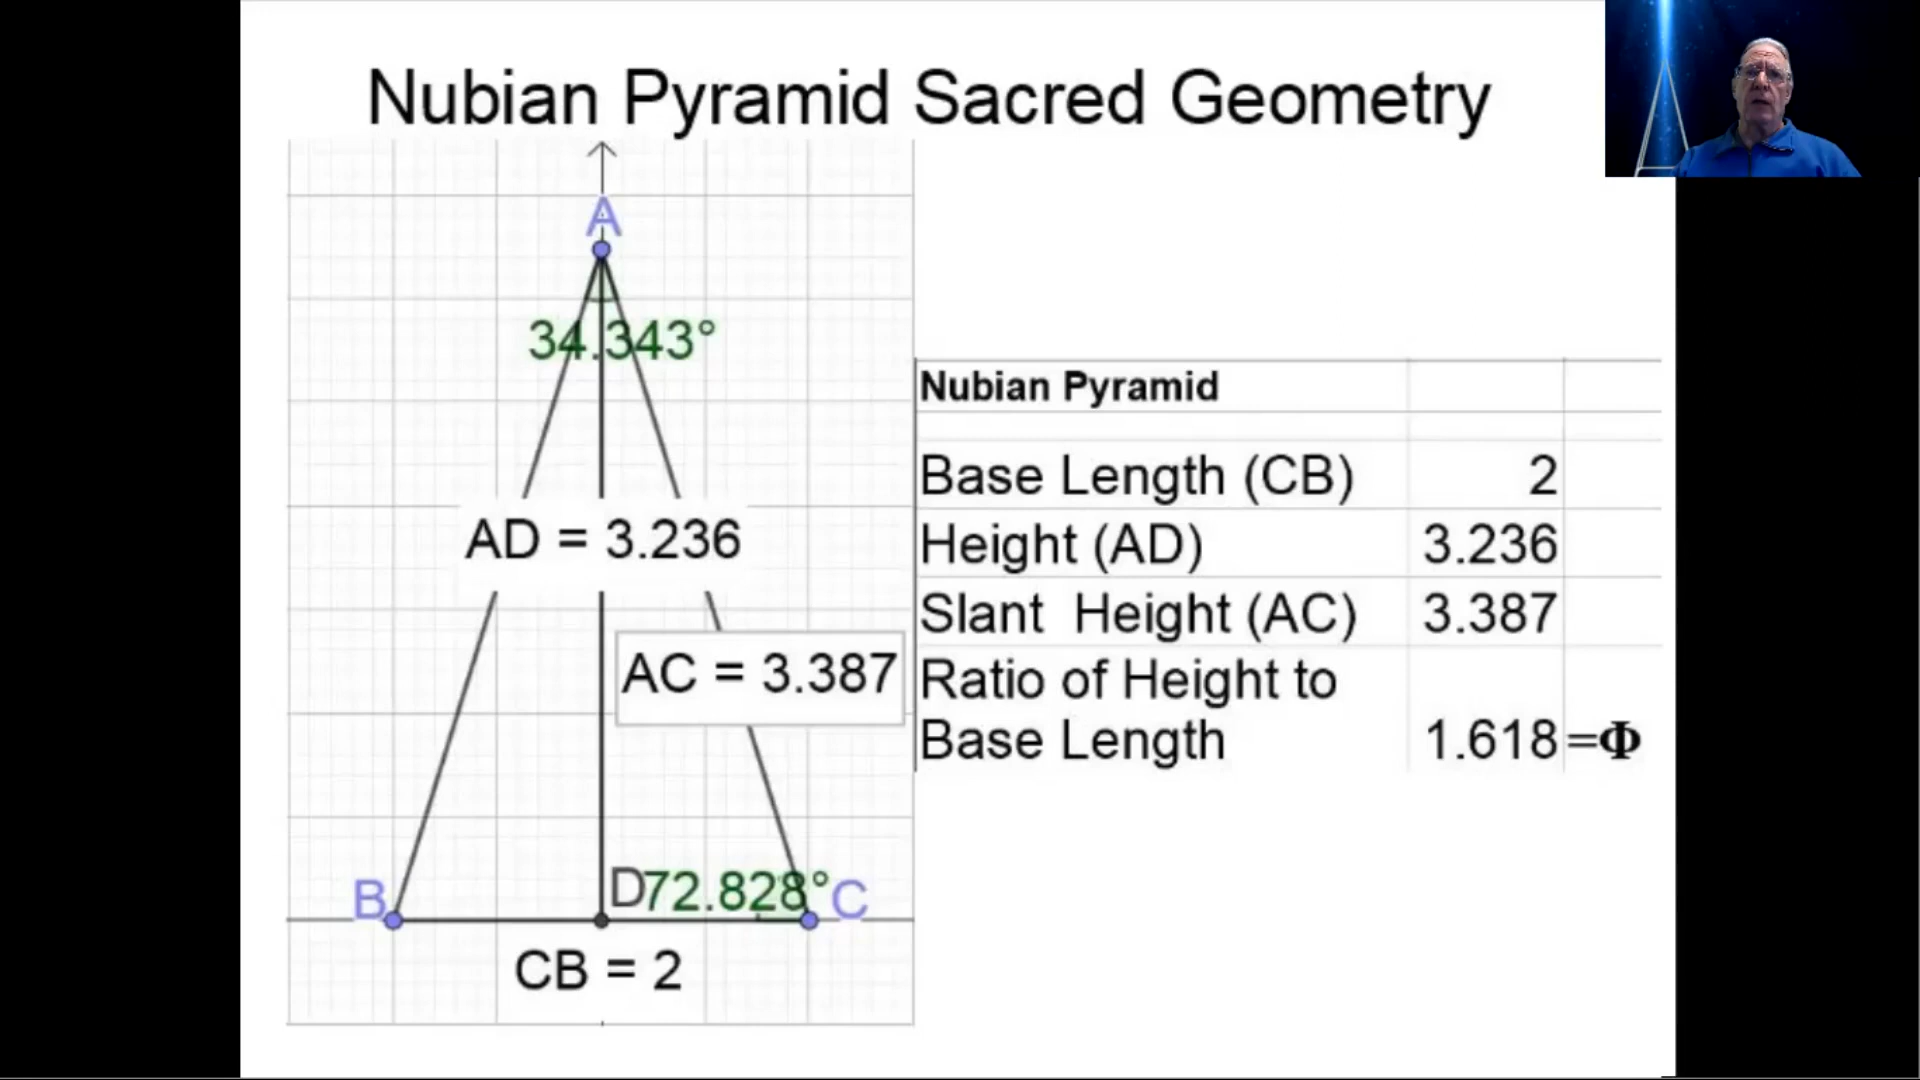 Nubian Pyramid Sacred Geometry
A
34.343°
AD = 3.236
AC = 3.387
B
D
72.828°
C
CB = 2
Nubian Pyramid
Base Length (CB) 2
Height (AD) 3.236
Slant Height (AC) 3.387
Ratio of Height to
Base Length 1.618 =Φ